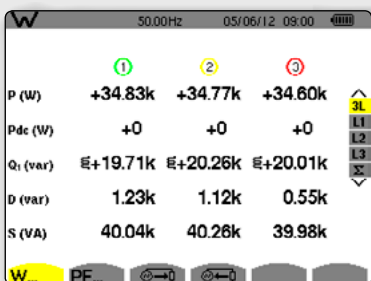 W 50.00Hz 05/06/12 09:00
1 2 3
P (W) +34.83k +34.77k +34.60k
Pdc (W) +0 +0 +0
Q₁ (var) +19.71k +20.26k +20.01k
D (var) 1.23k 1.12k 0.55k
S (VA) 40.04k 40.26k 39.98k
3L
L1
L2
L3
Σ
W... PF...